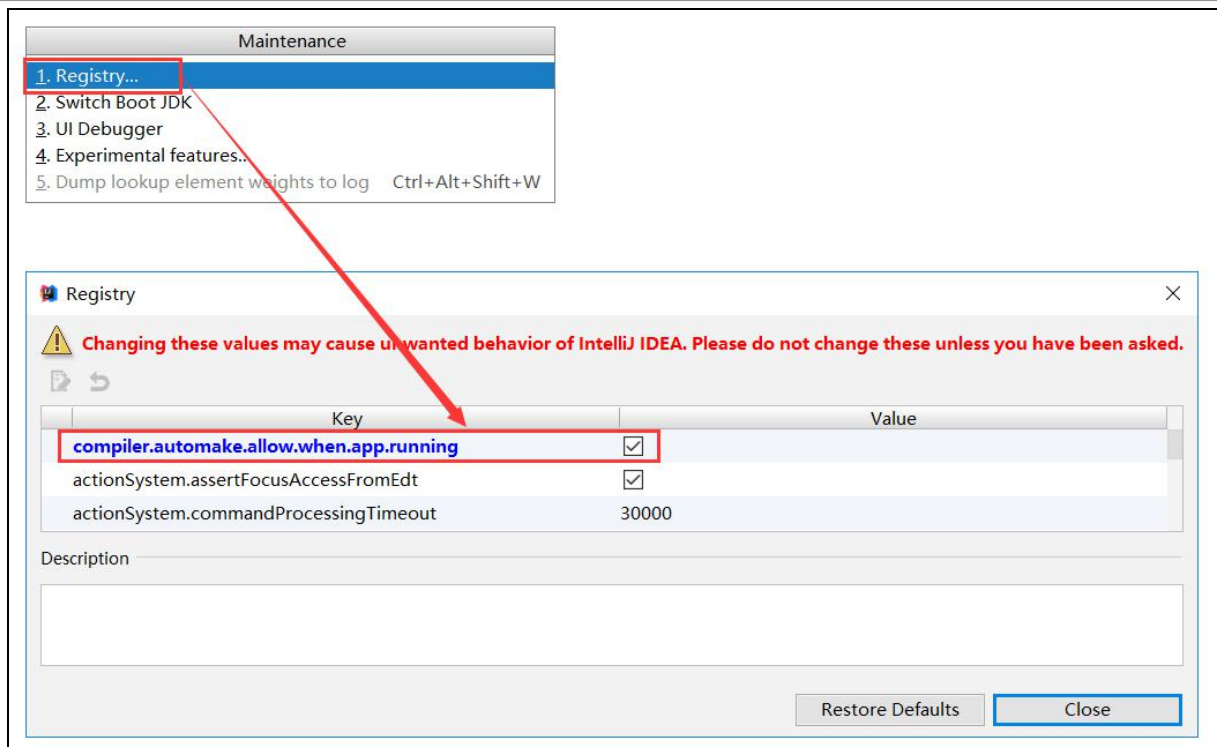 Maintenance
1. Registry...
2. Switch Boot JDK
3. UI Debugger
4. Experimental features..
5. Dump lookup element weights to log Ctrl+Alt+Shift+W
Registry
Changing these values may cause unwanted behavior of IntelliJ IDEA. Please do not change these unless you have been asked.
Key Value
compiler.automake.allow.when.app.running
actionSystem.assertFocusAccessFromEdt
actionSystem.commandProcessingTimeout 30000
Description
Restore Defaults Close